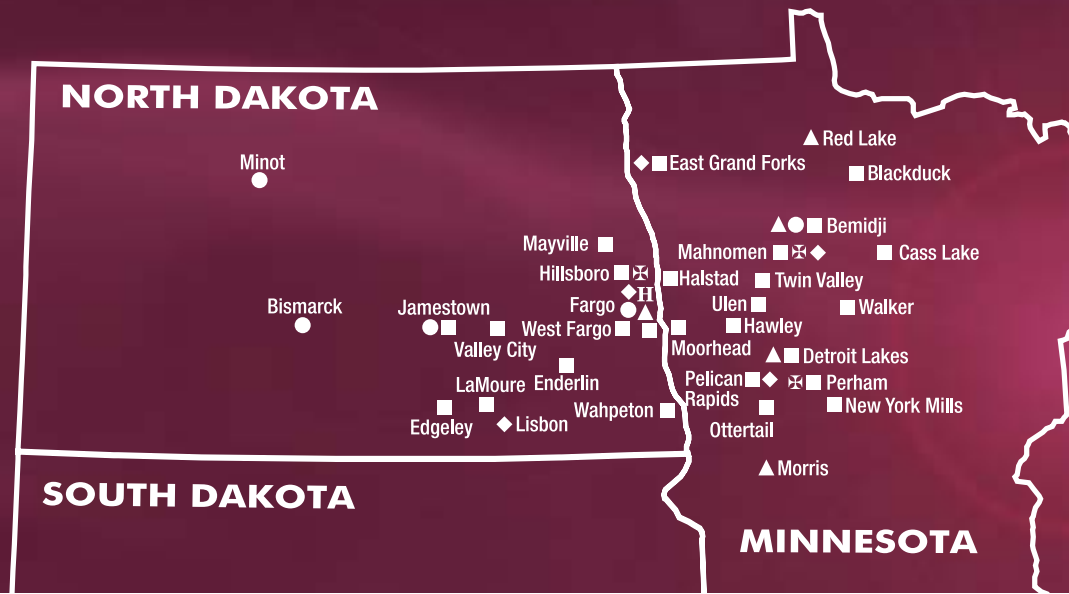 NORTH DAKOTA
Minot
Red Lake
East Grand Forks
Blackduck
Bemidji
Mayville
Mahnomen
Cass Lake
Hillsboro
Halstad
Twin Valley
H
Bismarck
Jamestown
Fargo
Ulen
Walker
West Fargo
Hawley
Valley City
Moorhead
Detroit Lakes
LaMoure
Enderlin
Pelican
Rapids
Perham
Edgeley
Lisbon
Wahpeton
New York Mills
Ottertail
Morris
SOUTH DAKOTA
MINNESOTA